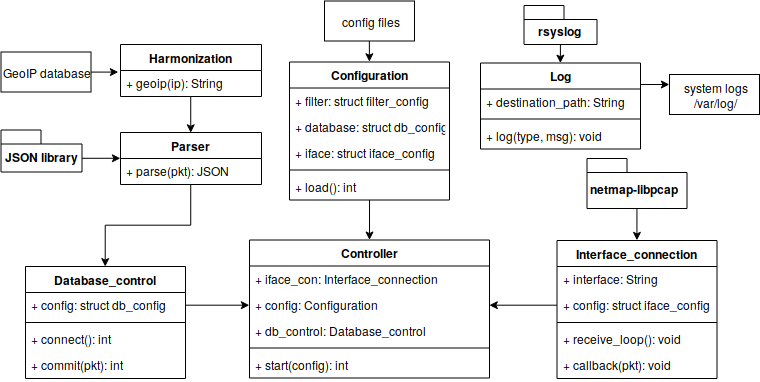 config files
rsyslog
Harmonization
+ geoip(ip): String
GeoIP database
Configuration
+ filter: struct filter_config
+ database: struct db_config
+ iface: struct iface_config
+ load(): int
Log
+ destination_path: String
+ log(type, msg): void
system logs
/var/log/
JSON library
Parser
+ parse(pkt): JSON
netmap-libpcap
Database_control
+ config: struct db_config
+ connect(): int
+ commit(pkt): int
Controller
+ iface_con: Interface_connection
+ config: Configuration
+ db_control: Database_control
+ start(config): int
Interface_connection
+ interface: String
+ config: struct iface_config
+ receive_loop(): void
+ callback(pkt): void